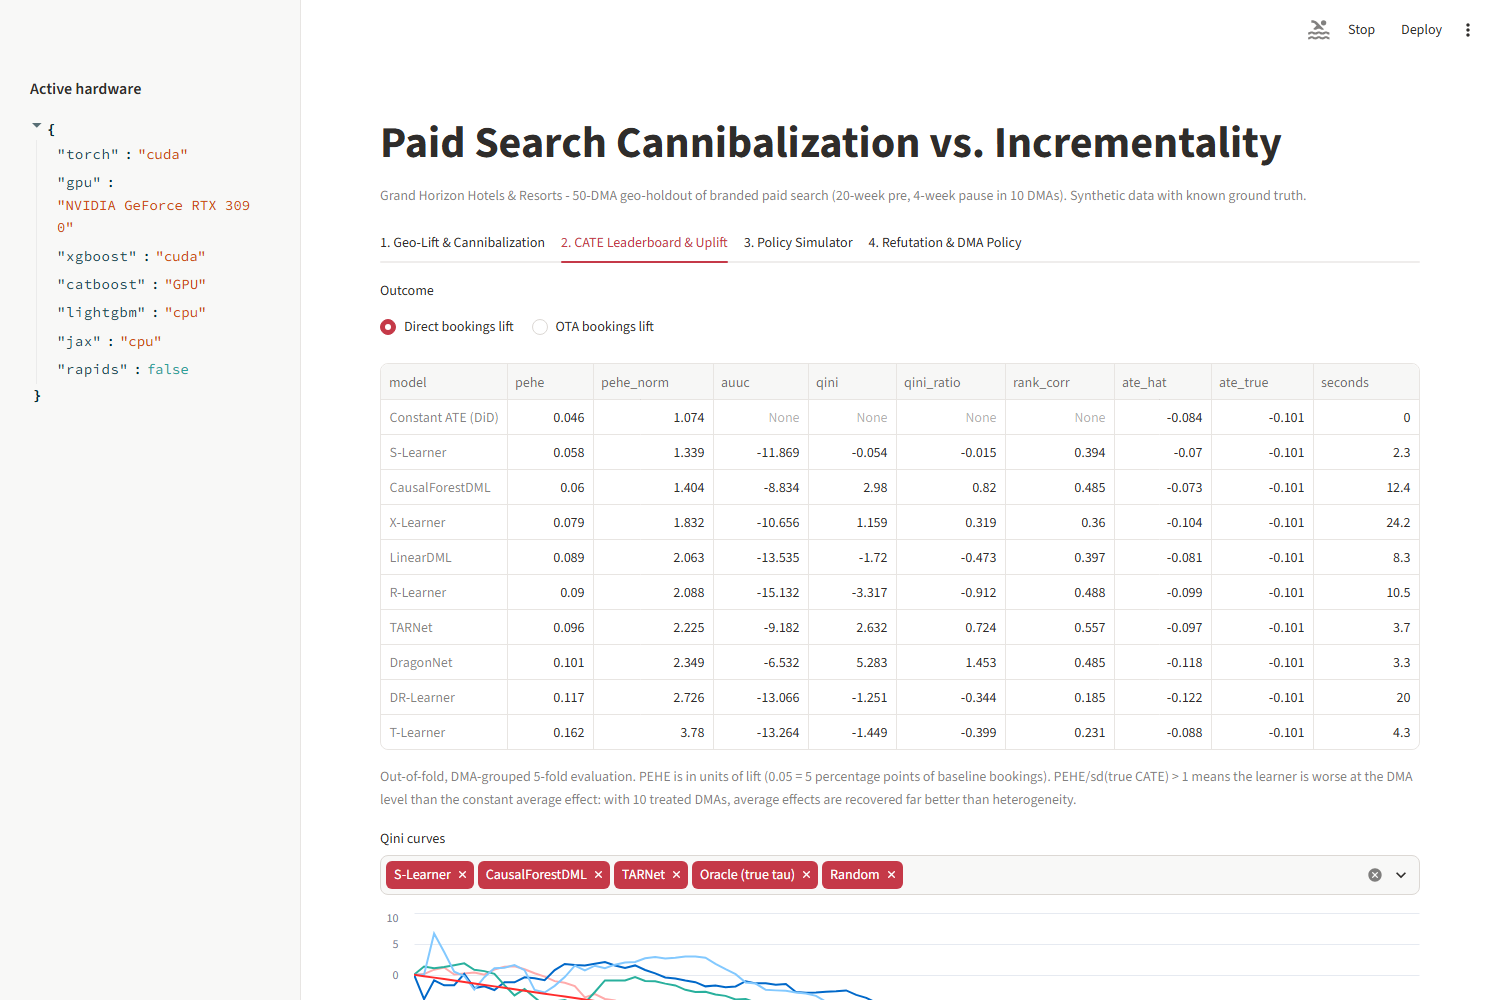 Stop Deploy
Active hardware
{
"torch" : "cuda"
"gpu" :
"NVIDIA GeForce RTX 309
0"
"xgboost" : "cuda"
"catboost" : "GPU"
"lightgbm" : "cpu"
"jax" : "cpu"
"rapids" : false
}
Paid Search Cannibalization vs. Incrementality
Grand Horizon Hotels & Resorts - 50-DMA geo-holdout of branded paid search (20-week pre, 4-week pause in 10 DMAs). Synthetic data with known ground truth.
1. Geo-Lift & Cannibalization 2. CATE Leaderboard & Uplift 3. Policy Simulator 4. Refutation & DMA Policy
Outcome
Direct bookings lift OTA bookings lift
model pehe pehe_norm auuc qini qini_ratio rank_corr ate_hat ate_true seconds
Constant ATE (DiD) 0.046 1.074 None None None None -0.084 -0.101 0
S-Learner 0.058 1.339 -11.869 -0.054 -0.015 0.394 -0.07 -0.101 2.3
CausalForestDML 0.06 1.404 -8.834 2.98 0.82 0.485 -0.073 -0.101 12.4
X-Learner 0.079 1.832 -10.656 1.159 0.319 0.36 -0.104 -0.101 24.2
LinearDML 0.089 2.063 -13.535 -1.72 -0.473 0.397 -0.081 -0.101 8.3
R-Learner 0.09 2.088 -15.132 -3.317 -0.912 0.488 -0.099 -0.101 10.5
TARNet 0.096 2.225 -9.182 2.632 0.724 0.557 -0.097 -0.101 3.7
DragonNet 0.101 2.349 -6.532 5.283 1.453 0.485 -0.118 -0.101 3.3
DR-Learner 0.117 2.726 -13.066 -1.251 -0.344 0.185 -0.122 -0.101 20
T-Learner 0.162 3.78 -13.264 -1.449 -0.399 0.231 -0.088 -0.101 4.3
Out-of-fold, DMA-grouped 5-fold evaluation. PEHE is in units of lift (0.05 = 5 percentage points of baseline bookings). PEHE/sd(true CATE) > 1 means the learner is worse at the DMA
level than the constant average effect: with 10 treated DMAs, average effects are recovered far better than heterogeneity.
Qini curves
S-Learner CausalForestDML TARNet Oracle (true tau) Random
10
5
0